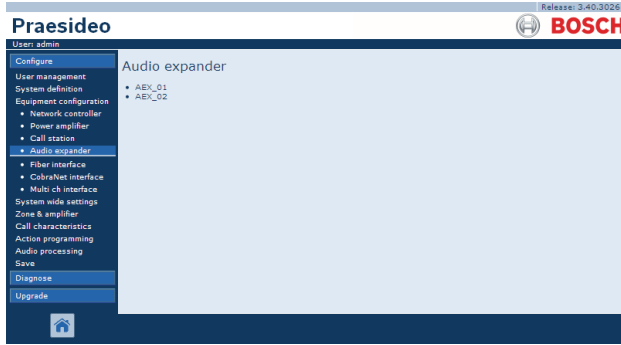 Release: 3.40.3026
Praesideo
BOSCH
User: admin
Configure
User management
System definition
Equipment configuration
• Network controller
• Power amplifier
• Call station
• Audio expander
• Fiber interface
• CobraNet interface
• Multi ch interface
System wide settings
Zone & amplifier
Call characteristics
Action programming
Audio processing
Save
Diagnose
Upgrade
Audio expander
• AEX_01
• AEX_02